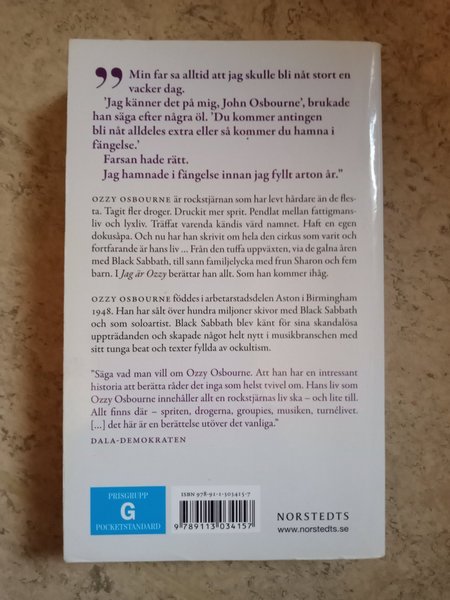 ” Min far sa alltid att jag skulle bli nåt stort en
vacker dag.
’Jag känner det på mig, John Osbourne’, brukade
han säga efter några öl. ’Du kommer antingen
bli nåt alldeles extra eller så kommer du hamna i
fängelse.’
Farsan hade rätt.
Jag hamnade i fängelse innan jag fyllt arton år.”
OZZY OSBOURNE är rockstjärnan som har levt hårdare än de fles-
ta. Tagit fler droger. Druckit mer sprit. Pendlat mellan fattigmans-
liv och lyxliv. Träffat varenda kändis värd namnet. Haft en egen
dokusåpa. Och nu har han skrivit om hela den cirkus som varit och
fortfarande är hans liv ... Från den tuffa uppväxten, via de galna åren
med Black Sabbath, till sann familjelycka med frun Sharon och fem
barn. I Jag är Ozzy berättar han allt. Som han kommer ihåg.
OZZY OSBOURNE föddes i arbetarstadsdelen Aston i Birmingham
1948. Han har sålt över hundra miljoner skivor med Black Sabbath
och som soloartist. Black Sabbath blev känt för sina skandalösa
uppträdanden och skapade något helt nytt i musikbranschen med
sitt tunga beat och texter fyllda av ockultism.
”Säga vad man vill om Ozzy Osbourne. Att han har en intressant
historia att berätta råder det inga som helst tvivel om. Hans liv som
Ozzy Osbourne innehåller allt en rockstjärnas liv ska – och lite till.
Allt finns där – spriten, drogerna, groupies, musiken, turnélivet.
[...] det här är en berättelse utöver det vanliga.”
DALA-DEMOKRATEN
PRISGRUPP
G
POCKETSTANDARD
ISBN 978-91-1-303415-7
9 789113 034157
NORSTEDTS
www.norstedts.se